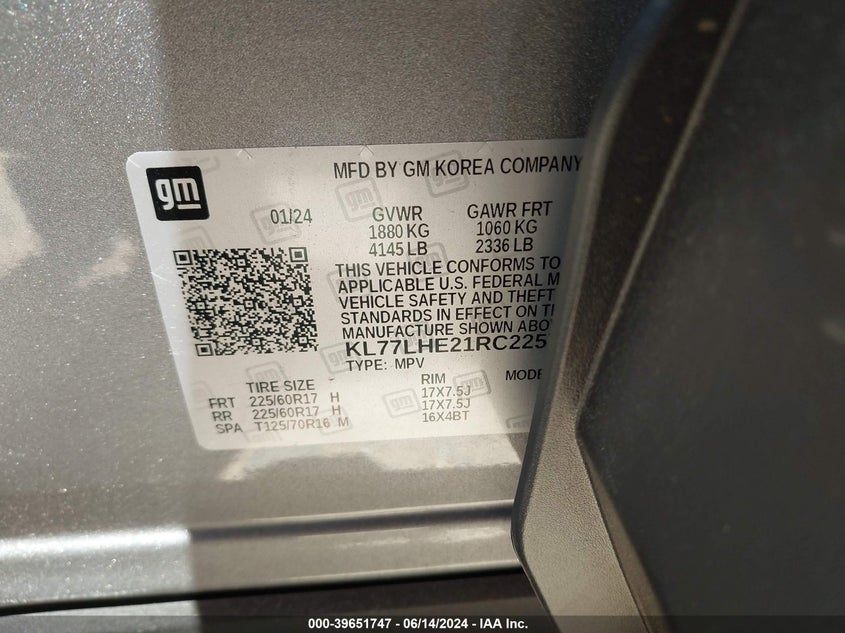 gm
MFD BY GM KOREA COMPANY
01/24
GVWR
1880 KG
4145 LB
GAWR FRT
1060 KG
2336 LB
THIS VEHICLE CONFORMS TO
APPLICABLE U.S. FEDERAL M
VEHICLE SAFETY AND THEFT
STANDARDS IN EFFECT ON T
MANUFACTURE SHOWN ABO
KL77LHE21RC225
TYPE: MPV
MODE
TIRE SIZE RIM
FRT 225/60R17 H 17X7.5J
RR 225/60R17 H 17X7.5J
SPA T125/70R16 M 16X4BT
000-39651747 - 06/14/2024 - IAA Inc.